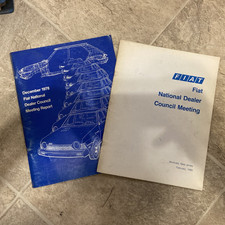 December 1975
Fiat National
Dealer Council
Meeting Report
FIAT
Fiat
National Dealer
Council Meeting